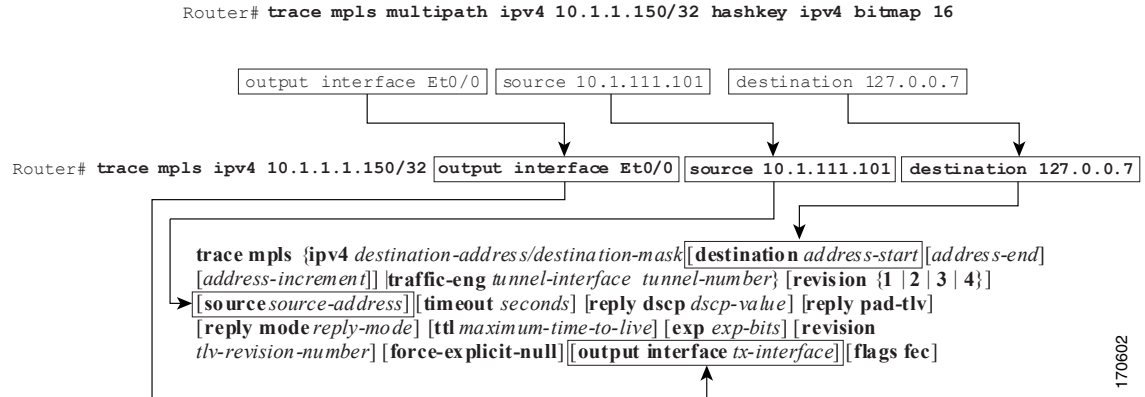 Router# trace mpls multipath ipv4 10.1.1.150/32 hashkey ipv4 bitmap 16
output interface Et0/0 source 10.1.111.101 destination 127.0.0.7
Router# trace mpls ipv4 10.1.1.1.150/32 output interface Et0/0 source 10.1.111.101 destination 127.0.0.7
trace mpls {ipv4 destination-address/destination-mask [destination address-start [address-end]
[address-increment]] |traffic-eng tunnel-interface tunnel-number} [revision {1 | 2 | 3 | 4}]
[source source-address] [timeout seconds] [reply dscp dscp-value] [reply pad-tlv]
[reply mode reply-mode] [ttl maximum-time-to-live] [exp exp-bits] [revision
tlv-revision-number] [force-explicit-null] [output interface tx-interface] [flags fec]
170602